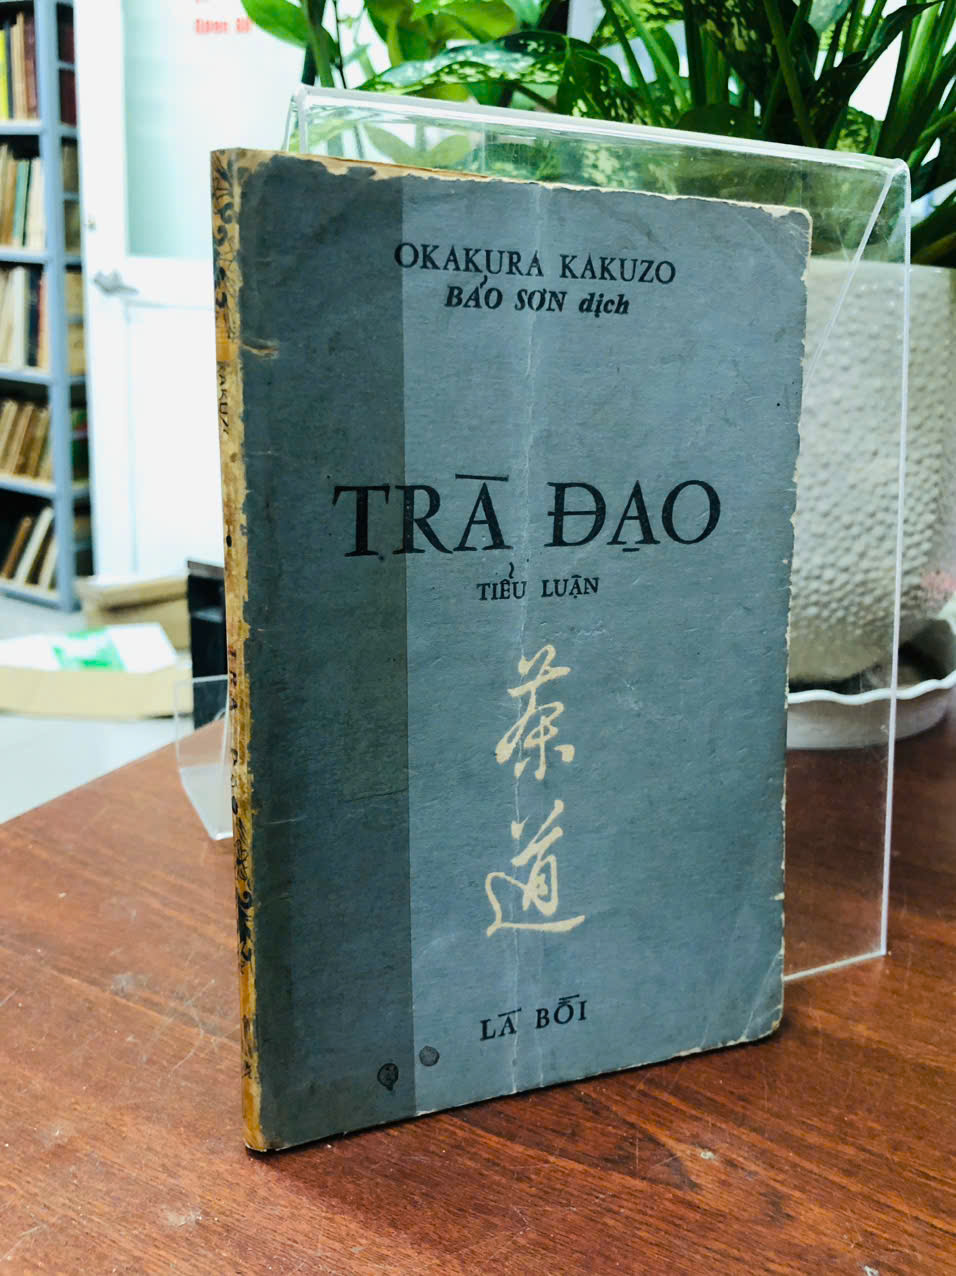 OKAKURA KAKUZO
BẢO SƠN dịch
TRÀ ĐẠO
TIỂU LUẬN
茶
道
LÁ BỐI